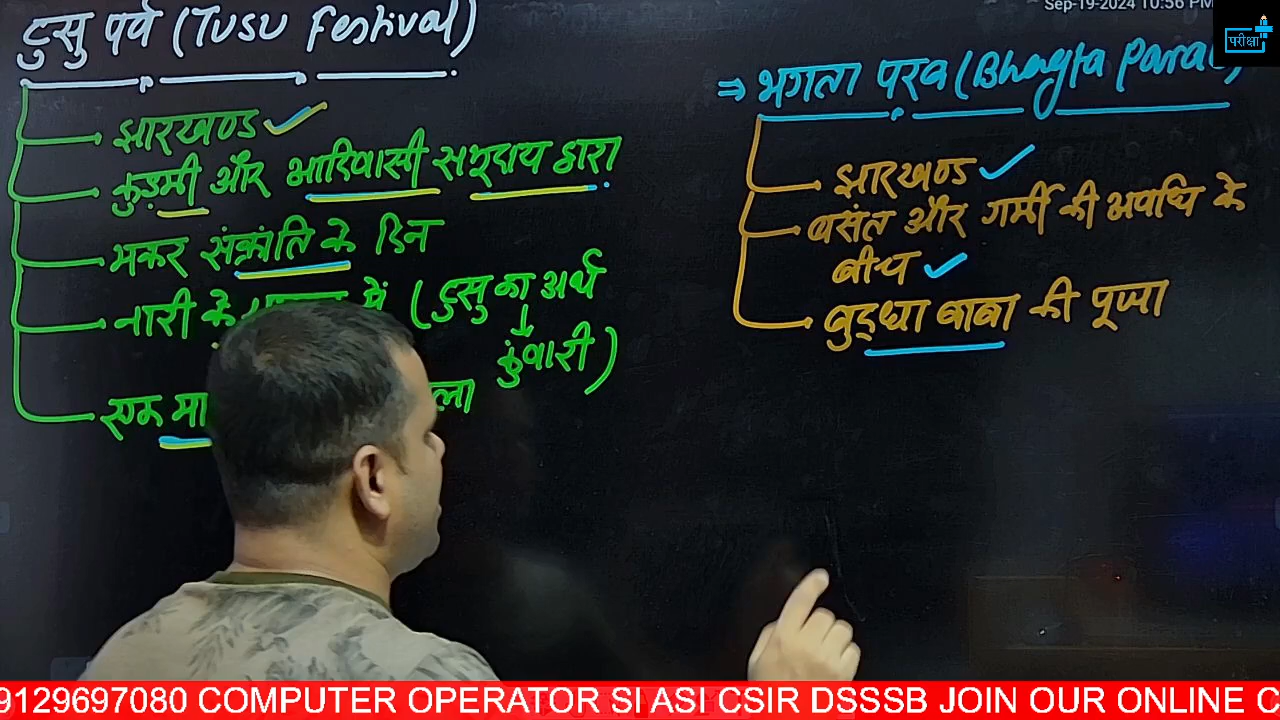 Sep-19-2024 10:56 PM
परीक्षा
टुसु पर्व (Tusu Festival)
झारखण्ड
कुड़मी और आदिवासी समुदाय द्वारा
मकर संक्रांति के दिन
नारी के में (टुसु का अर्थ
कुंवारी)
एक
⇒ भगता परब (Bhagta Parab)
झारखण्ड
बसंत और गर्मी की अवधि के
बीच
बुड्ढा बाबा की पूजा
9129697080 COMPUTER OPERATOR SI ASI CSIR DSSSB JOIN OUR ONLINE C